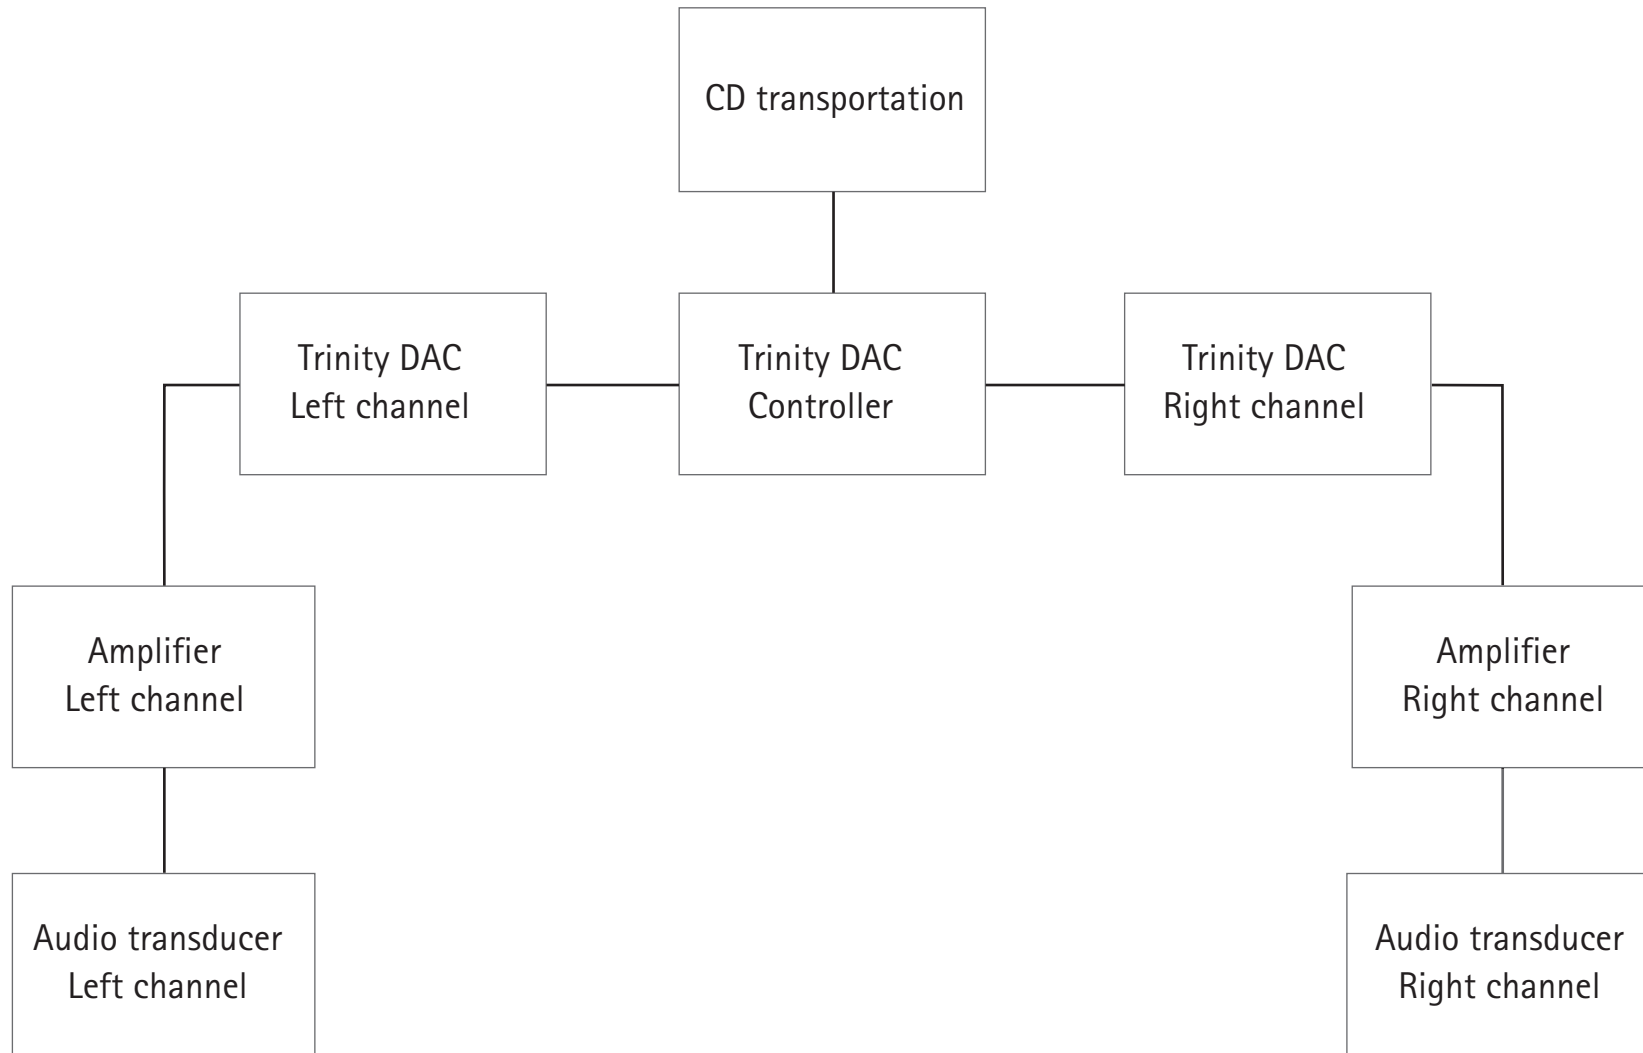 CD transportation
Trinity DAC
Left channel
Trinity DAC
Controller
Trinity DAC
Right channel
Amplifier
Left channel
Amplifier
Right channel
Audio transducer
Left channel
Audio transducer
Right channel